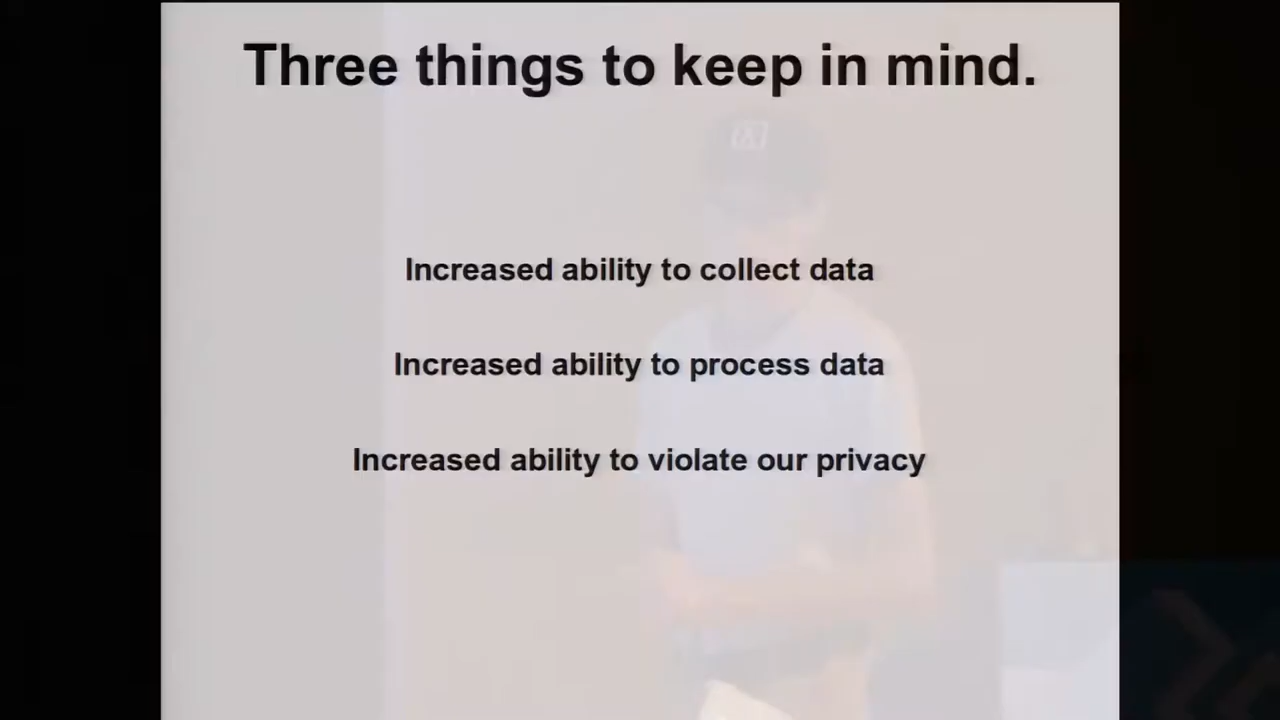 Three things to keep in mind.
Increased ability to collect data
Increased ability to process data
Increased ability to violate our privacy